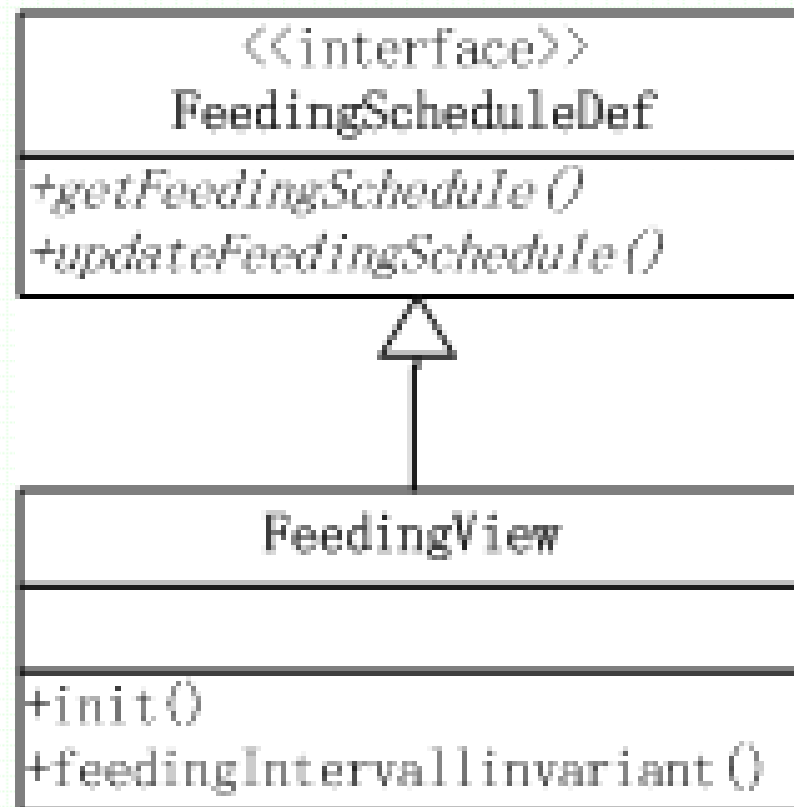 <<interface>>
FeedingScheduleDef
+getFeedingSchedule()
+updateFeedingSchedule()
FeedingView
+init()
+feedingIntervallinvariant()